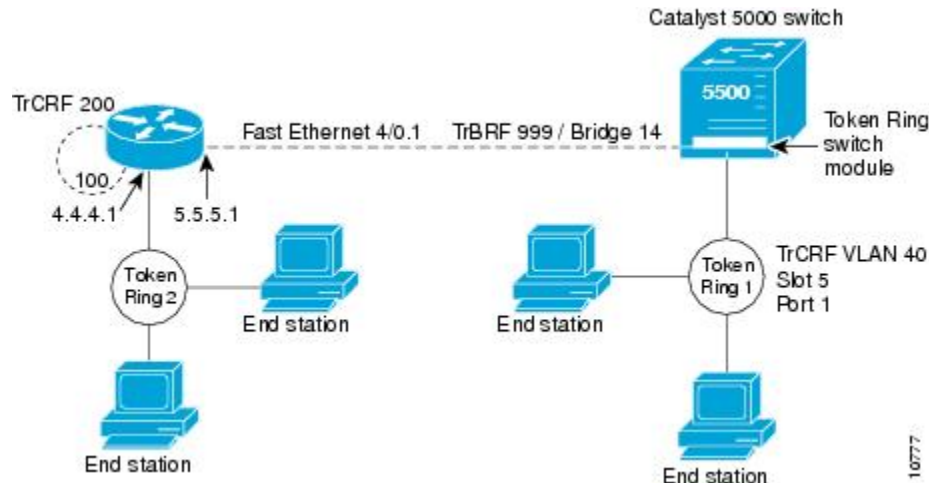 Catalyst 5000 switch
5500
TrCRF 200
Fast Ethernet 4/0.1
TrBRF 999 / Bridge 14
Token Ring
switch
module
100
4.4.4.1
5.5.5.1
Token
Ring 2
End station
End station
Token
Ring 1
TrCRF VLAN 40
Slot 5
Port 1
End station
End station
10777